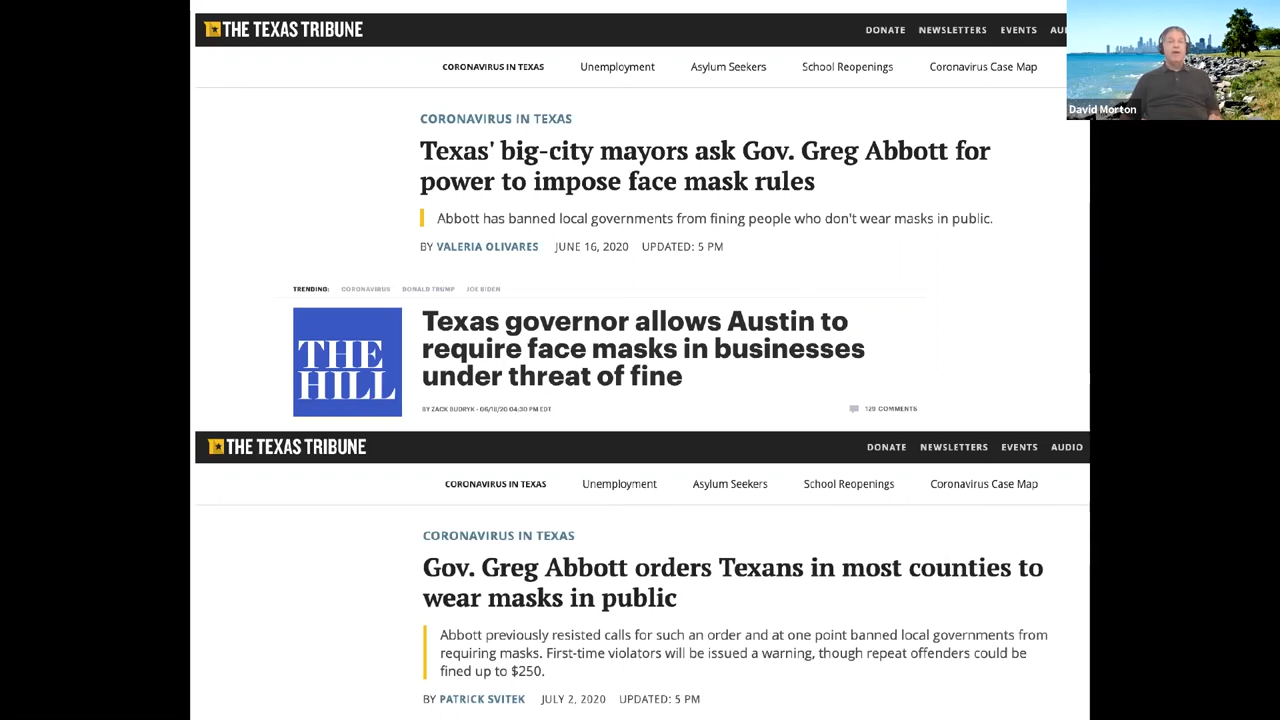 THE TEXAS TRIBUNE
DONATE NEWSLETTERS EVENTS
CORONAVIRUS IN TEXAS Unemployment Asylum Seekers School Reopenings Coronavirus Case Map
David Morton
CORONAVIRUS IN TEXAS
Texas' big-city mayors ask Gov. Greg Abbott for
power to impose face mask rules
Abbott has banned local governments from fining people who don't wear masks in public.
BY VALERIA OLIVARES JUNE 16, 2020 UPDATED: 5 PM
TRENDING: CORONAVIRUS DONALD TRUMP JOE BIDEN
THE
HILL
Texas governor allows Austin to
require face masks in businesses
under threat of fine
BY ZACK BUDRYK - 06/18/20 04:30 PM EDT
129 COMMENTS
THE TEXAS TRIBUNE
DONATE NEWSLETTERS EVENTS AUDIO
CORONAVIRUS IN TEXAS Unemployment Asylum Seekers School Reopenings Coronavirus Case Map
CORONAVIRUS IN TEXAS
Gov. Greg Abbott orders Texans in most counties to
wear masks in public
Abbott previously resisted calls for such an order and at one point banned local governments from
requiring masks. First-time violators will be issued a warning, though repeat offenders could be
fined up to $250.
BY PATRICK SVITEK JULY 2, 2020 UPDATED: 5 PM